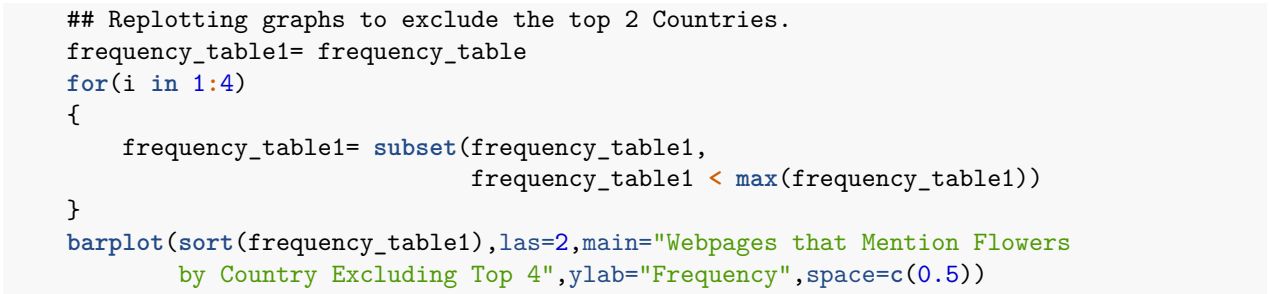 ## Replotting graphs to exclude the top 2 Countries.
frequency_table1= frequency_table
for(i in 1:4)
{
    frequency_table1= subset(frequency_table1,
                             frequency_table1 < max(frequency_table1))
}
barplot(sort(frequency_table1),las=2,main="Webpages that Mention Flowers
        by Country Excluding Top 4",ylab="Frequency",space=c(0.5))